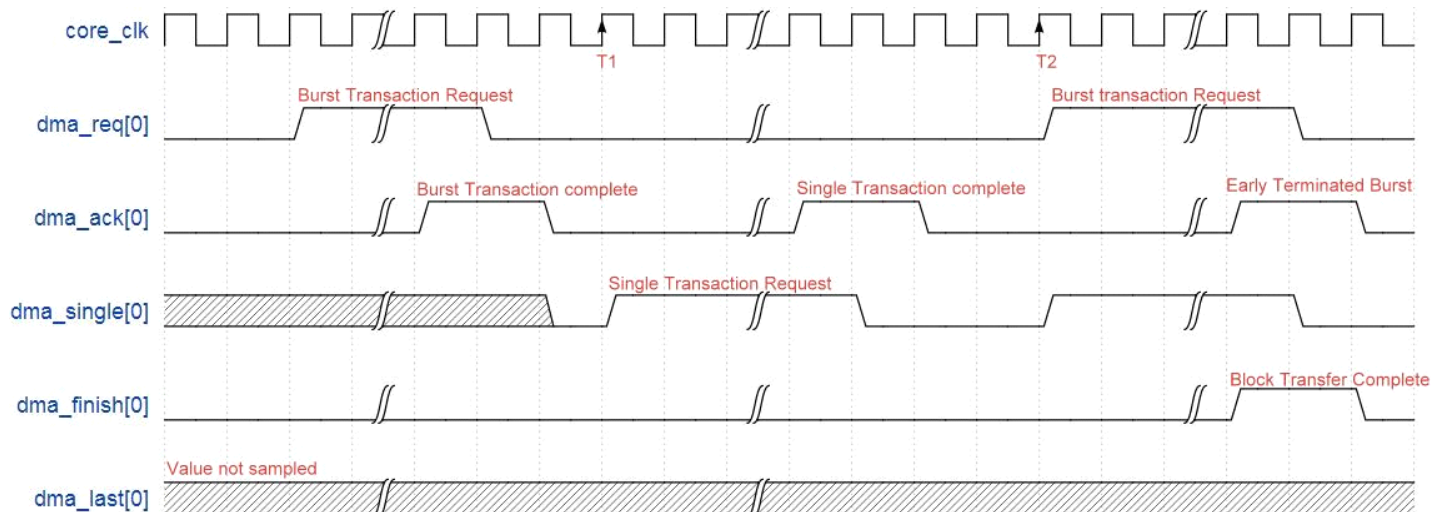 core_clk
T1
T2
Burst Transaction Request
Burst transaction Request
dma_req[0]
Burst Transaction complete
Single Transaction complete
Early Terminated Burst
dma_ack[0]
Single Transaction Request
dma_single[0]
Block Transfer Complete
dma_finish[0]
Value not sampled
dma_last[0]